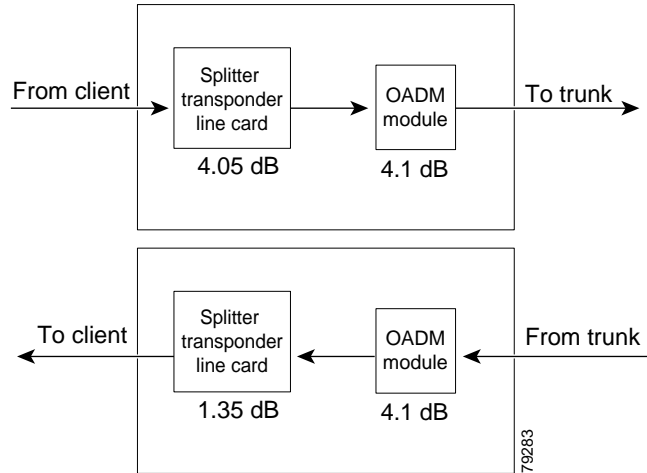 From client
Splitter
transponder
line card
4.05 dB
OADM
module
4.1 dB
To trunk
To client
Splitter
transponder
line card
1.35 dB
OADM
module
4.1 dB
From trunk
79283